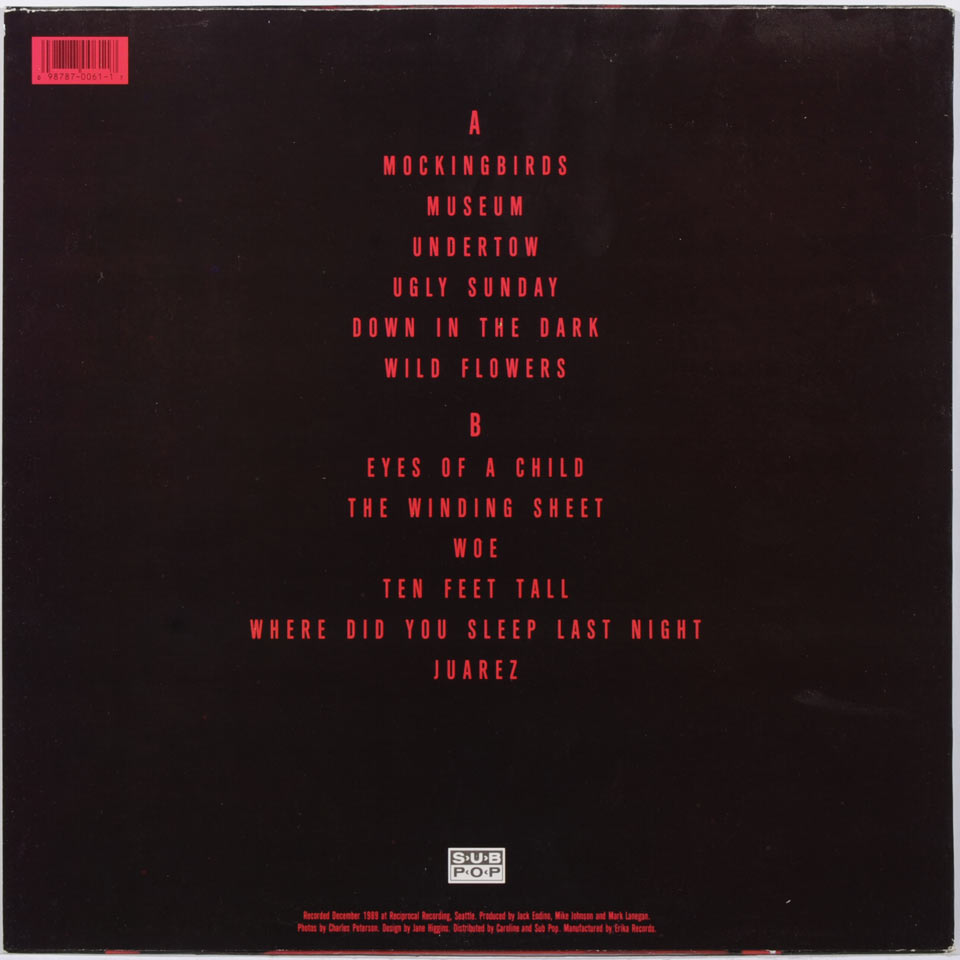 8 98787-0061-1 7
A
MOCKINGBIRDS
MUSEUM
UNDERTOW
UGLY SUNDAY
DOWN IN THE DARK
WILD FLOWERS
B
EYES OF A CHILD
THE WINDING SHEET
WOE
TEN FEET TALL
WHERE DID YOU SLEEP LAST NIGHT
JUAREZ
S•U•B
P•O•P
Recorded December 1989 at Reciprocal Recording, Seattle. Produced by Jack Endino, Mike Johnson and Mark Lanegan.
Photos by Charles Peterson. Design by Jane Higgins. Distributed by Caroline and Sub Pop. Manufactured by Erika Records.